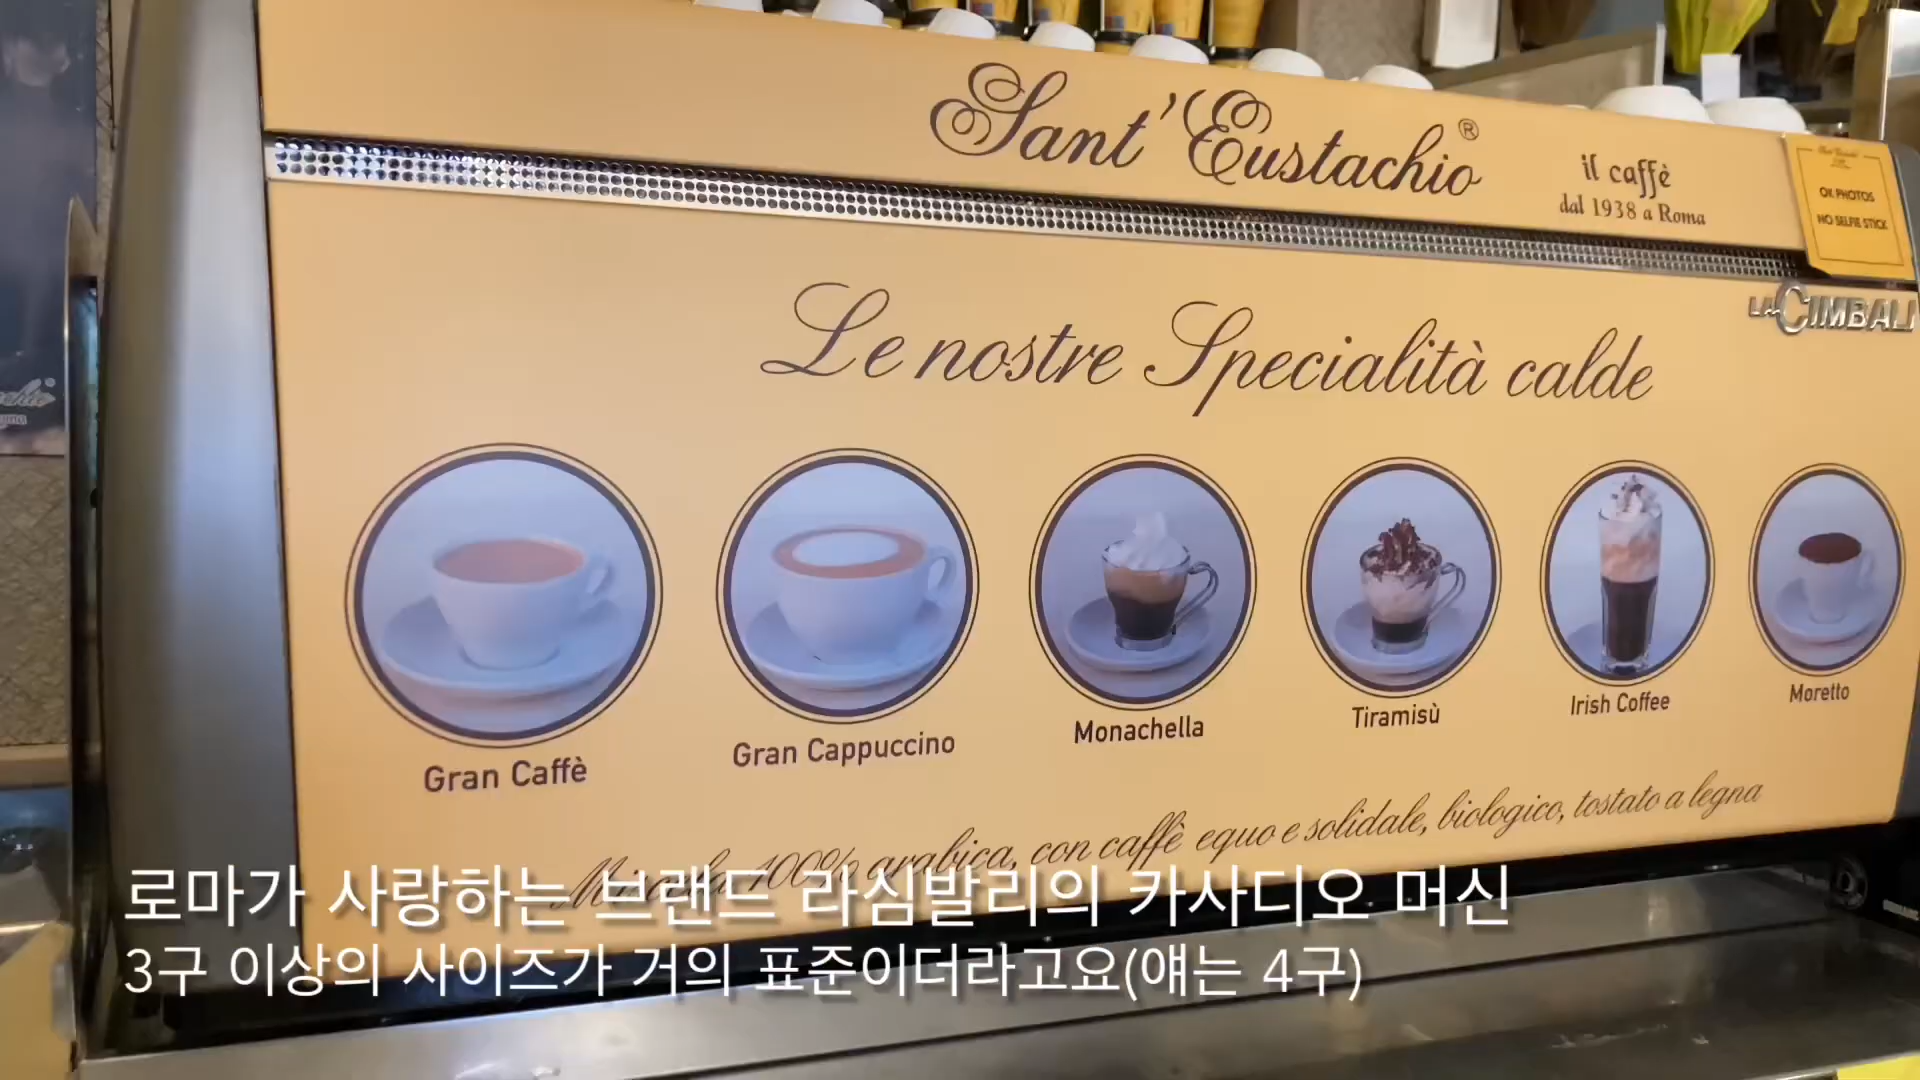 Sant' Eustachio®
il caffè
dal 1938 a Roma
OK PHOTOS
NO SELFIE STICK
LACIMBALI
Le nostre Specialità calde
Gran Caffè
Gran Cappuccino
Monachella
Tiramisù
Irish Coffee
Moretto
100% arabica, con caffè equo e solidale, biologico, tostato a legna
로마가 사랑하는 브랜드 라심발리의 카사디오 머신
3구 이상의 사이즈가 거의 표준이더라고요(얘는 4구)